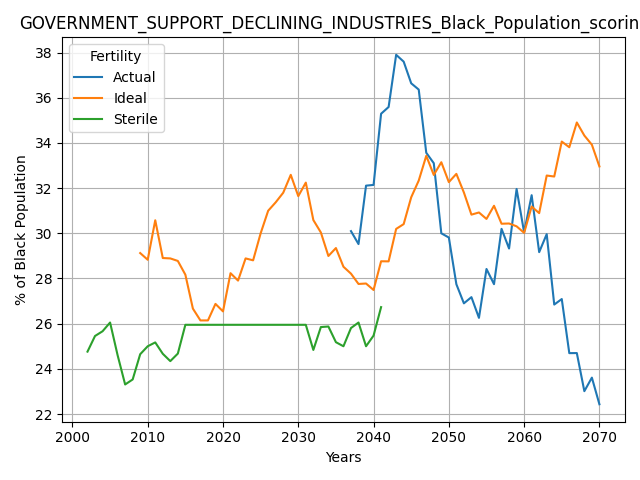 GOVERNMENT_SUPPORT_DECLINING_INDUSTRIES_Black_Population_scorin
Fertility
Actual
Ideal
Sterile
% of Black Population
38
36
34
32
30
28
26
24
22
2000 2010 2020 2030 2040 2050 2060 2070
Years